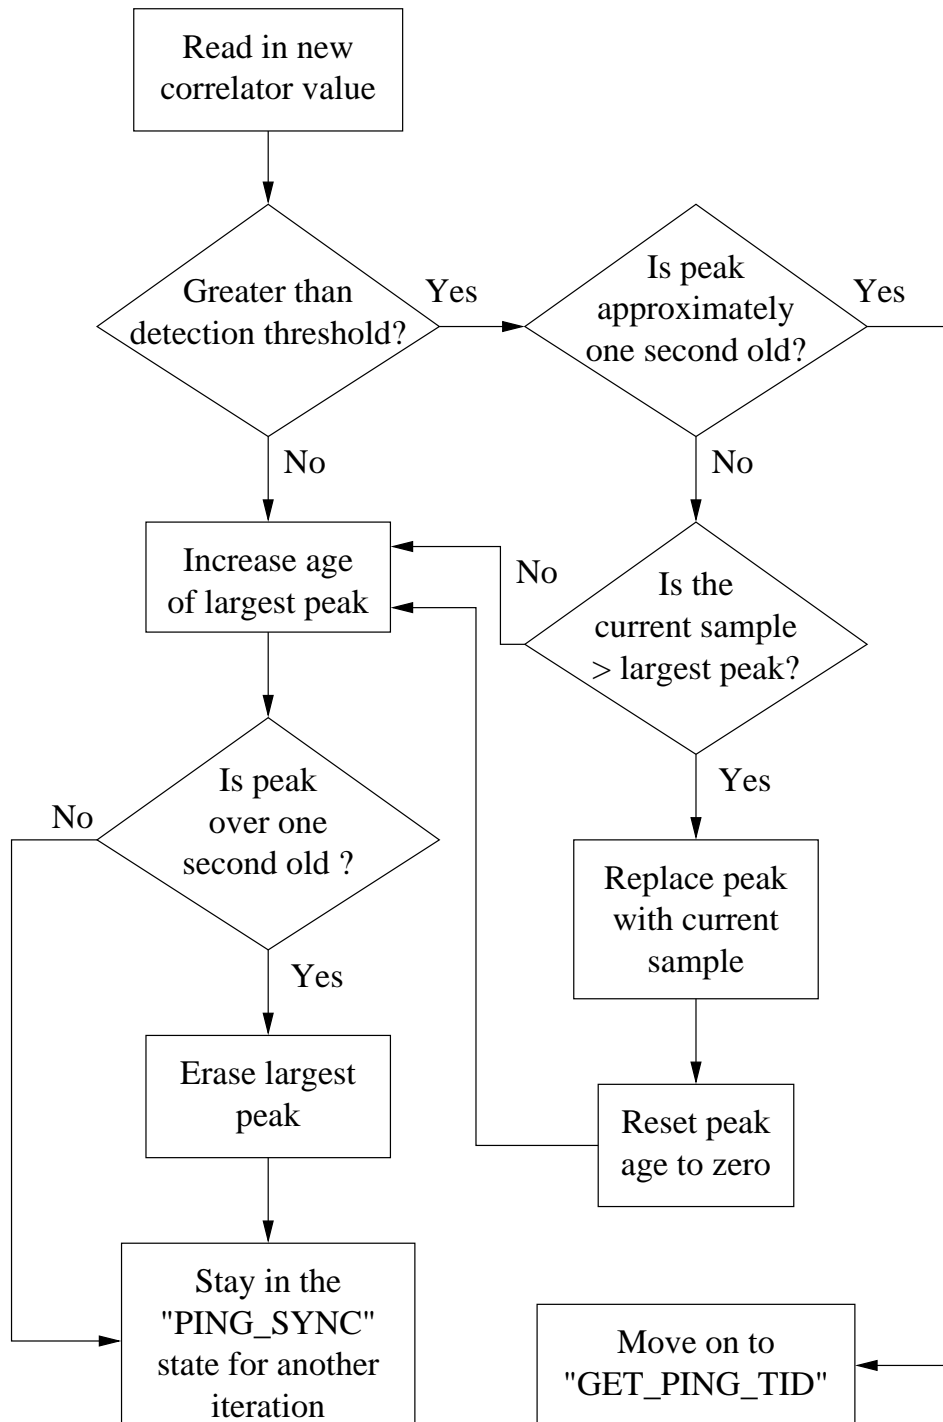 Read in new
correlator value
Greater than
detection threshold?
Yes
Is peak
approximately
one second old?
Yes
No
No
Increase age
of largest peak
No
Is the
current sample
> largest peak?
Is peak
over one
second old ?
No
Yes
Yes
Replace peak
with current
sample
Erase largest
peak
Reset peak
age to zero
Stay in the
"PING_SYNC"
state for another
iteration
Move on to
"GET_PING_TID"